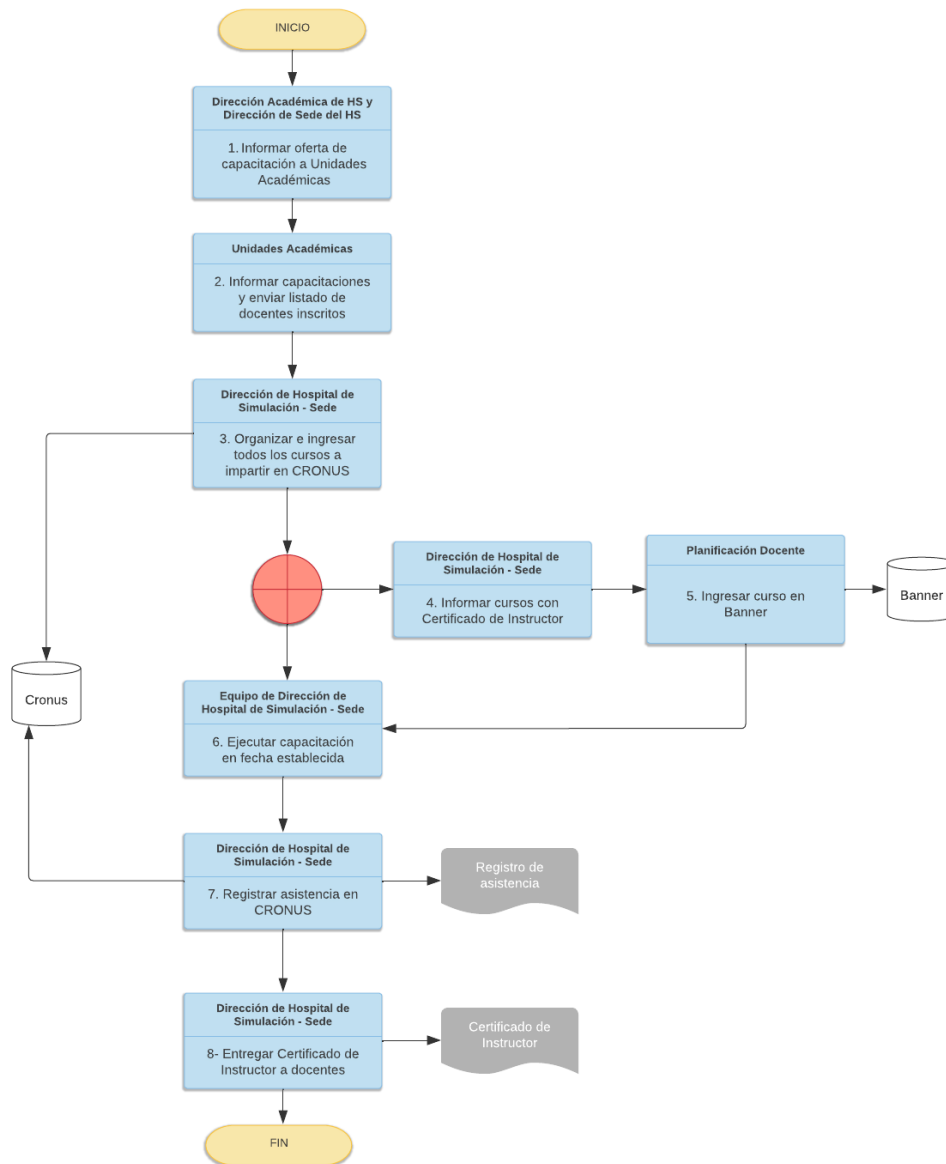 INICIO
Dirección Académica de HS y
Dirección de Sede del HS
1. Informar oferta de
capacitación a Unidades
Académicas
Unidades Académicas
2. Informar capacitaciones
y enviar listado de
docentes inscritos
Dirección de Hospital de
Simulación - Sede
3. Organizar e ingresar
todos los cursos a
impartir en CRONUS
Dirección de Hospital de
Simulación - Sede
4. Informar cursos con
Certificado de Instructor
Planificación Docente
5. Ingresar curso en
Banner
Banner
Cronus
Equipo de Dirección de
Hospital de Simulación - Sede
6. Ejecutar capacitación
en fecha establecida
Dirección de Hospital de
Simulación - Sede
7. Registrar asistencia en
CRONUS
Registro de
asistencia
Dirección de Hospital de
Simulación - Sede
8- Entregar Certificado de
Instructor a docentes
Certificado de
Instructor
FIN